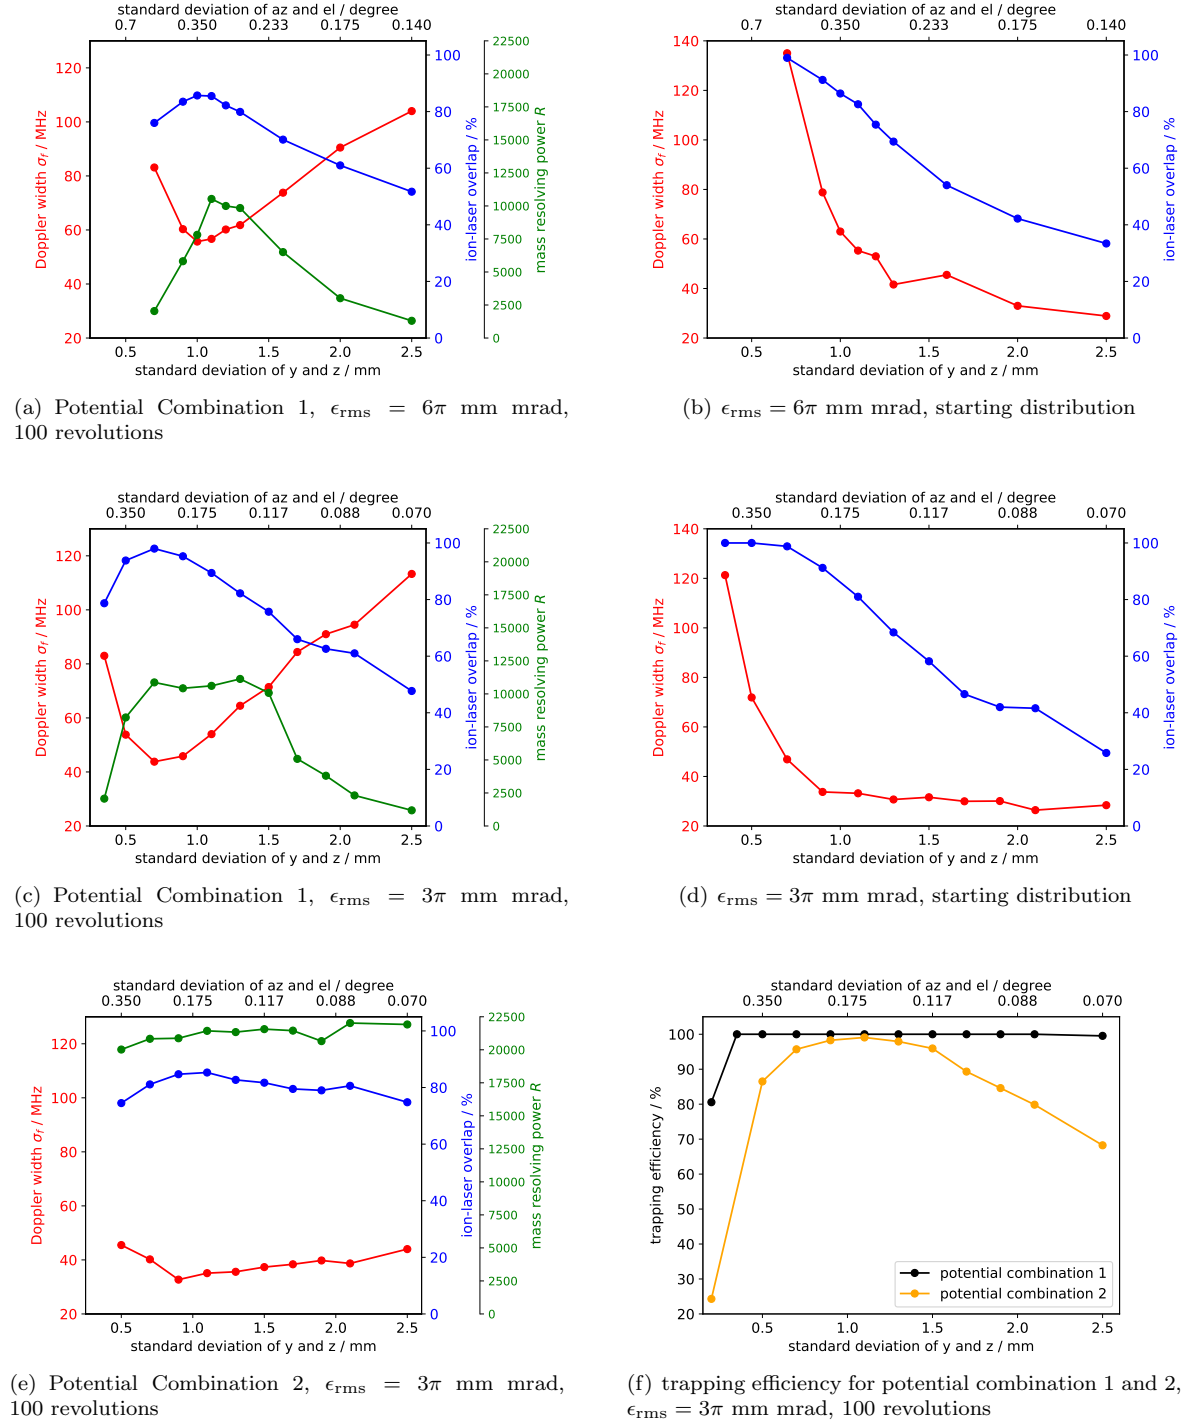 standard deviation of az and el / degree
0.7 0.350 0.233 0.175 0.140
120
100
80
60
40
20
Doppler width σf / MHz
100
80
60
40
20
0
ion-laser overlap / %
22500
20000
17500
15000
12500
10000
7500
5000
2500
0
mass resolving power R
0.5 1.0 1.5 2.0 2.5
standard deviation of y and z / mm
(a) Potential Combination 1, ϵrms = 6π mm mrad,
100 revolutions
standard deviation of az and el / degree
0.7 0.350 0.233 0.175 0.140
140
120
100
80
60
40
20
Doppler width σf / MHz
100
80
60
40
20
0
ion-laser overlap / %
0.5 1.0 1.5 2.0 2.5
standard deviation of y and z / mm
(b) ϵrms = 6π mm mrad, starting distribution
standard deviation of az and el / degree
0.350 0.175 0.117 0.088 0.070
120
100
80
60
40
20
Doppler width σf / MHz
100
80
60
40
20
0
ion-laser overlap / %
22500
20000
17500
15000
12500
10000
7500
5000
2500
0
mass resolving power R
0.5 1.0 1.5 2.0 2.5
standard deviation of y and z / mm
(c) Potential Combination 1, ϵrms = 3π mm mrad,
100 revolutions
standard deviation of az and el / degree
0.350 0.175 0.117 0.088 0.070
140
120
100
80
60
40
20
Doppler width σf / MHz
100
80
60
40
20
0
ion-laser overlap / %
0.5 1.0 1.5 2.0 2.5
standard deviation of y and z / mm
(d) ϵrms = 3π mm mrad, starting distribution
standard deviation of az and el / degree
0.350 0.175 0.117 0.088 0.070
120
100
80
60
40
20
Doppler width σf / MHz
100
80
60
40
20
0
ion-laser overlap / %
22500
20000
17500
15000
12500
10000
7500
5000
2500
0
mass resolving power R
0.5 1.0 1.5 2.0 2.5
standard deviation of y and z / mm
(e) Potential Combination 2, ϵrms = 3π mm mrad,
100 revolutions
standard deviation of az and el / degree
0.350 0.175 0.117 0.088 0.070
100
90
80
70
60
50
40
30
20
trapping efficiency / %
potential combination 1
potential combination 2
0.5 1.0 1.5 2.0 2.5
standard deviation of y and z / mm
(f) trapping efficiency for potential combination 1 and 2,
ϵrms = 3π mm mrad, 100 revolutions